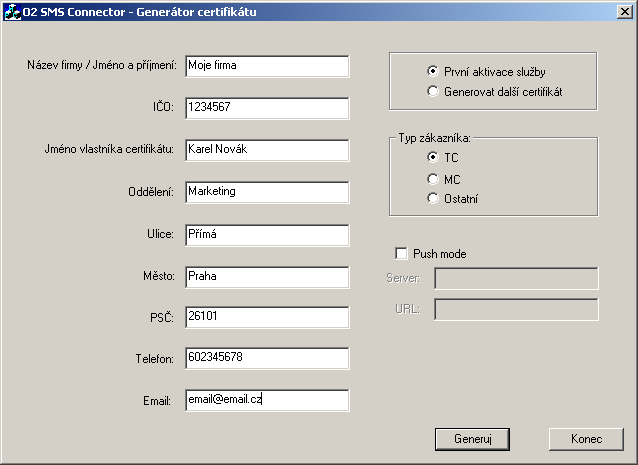 O2 SMS Connector - Generátor certifikátu
Název firmy / Jméno a příjmení: Moje firma
IČO: 1234567
Jméno vlastníka certifikátu: Karel Novák
Oddělení: Marketing
Ulice: Přímá
Město: Praha
PSČ: 26101
Telefon: 602345678
Email: email@email.cz
První aktivace služby
Generovat další certifikát
Typ zákazníka:
TC
MC
Ostatní
Push mode
Server:
URL:
Generuj
Konec